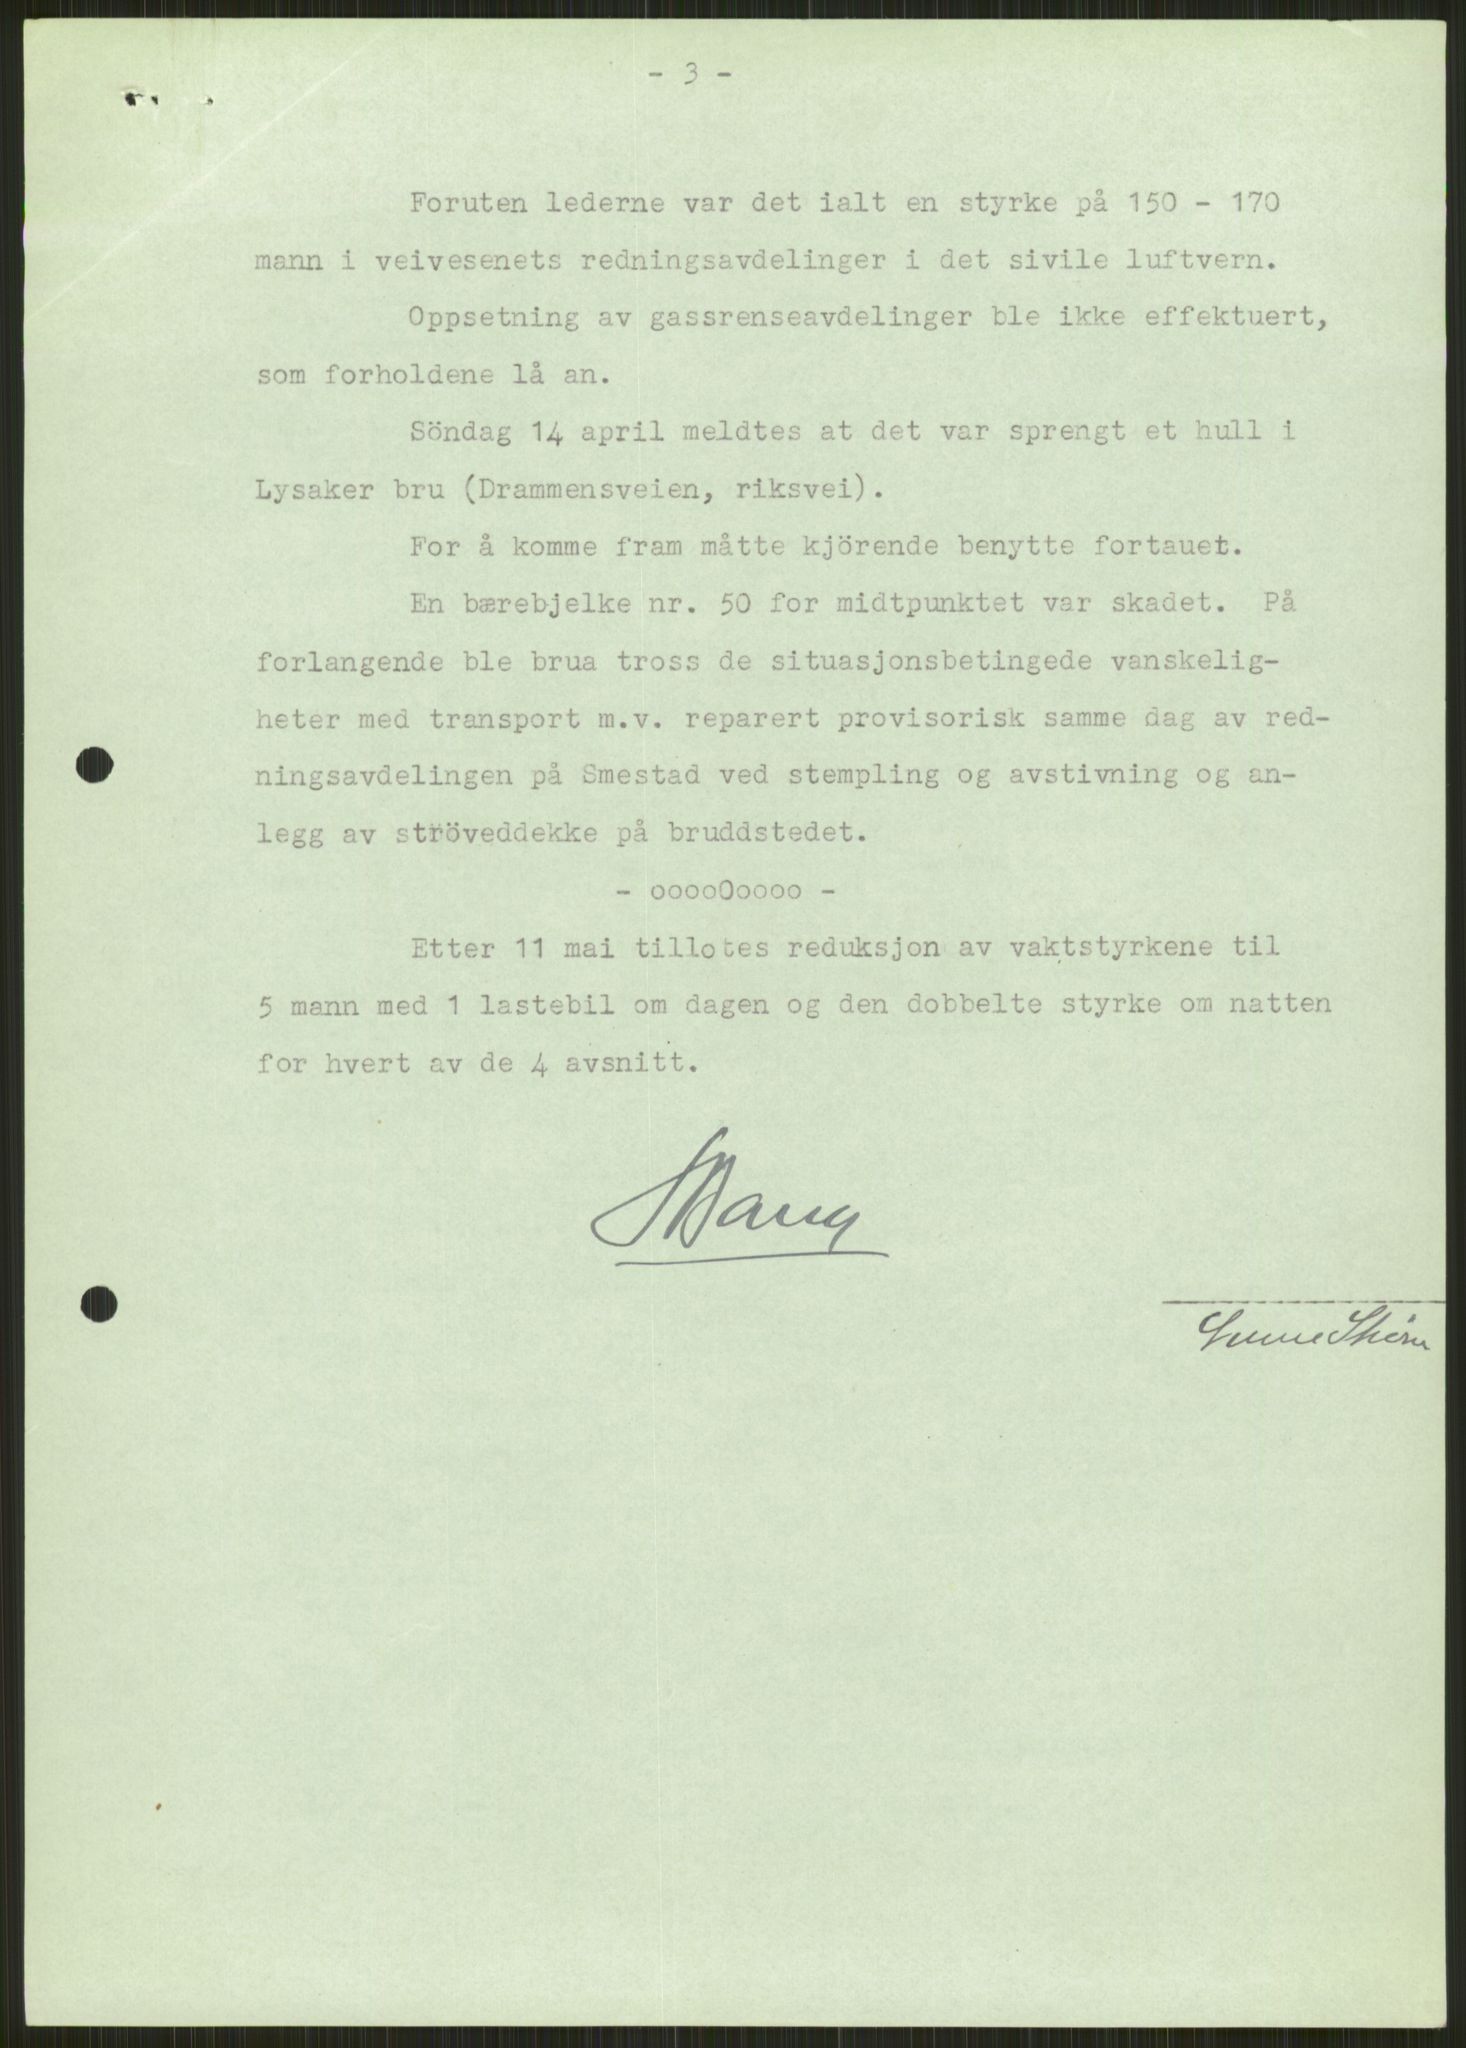 - 3 -
Foruten lederne var det ialt en styrke på 150 - 170
mann i veivesenets redningsavdelinger i det sivile luftvern.
Oppsetning av gassrenseavdelinger ble ikke effektuert,
som forholdene lå an.
Söndag 14 april meldtes at det var sprengt et hull i
Lysaker bru (Drammensveien, riksvei).
For å komme fram måtte kjörende benytte fortauet.
En bærebjelke nr. 50 for midtpunktet var skadet. På
forlangende ble brua tross de situasjonsbetingede vanskelig-
heter med transport m.v. reparert provisorisk samme dag av red-
ningsavdelingen på Smestad ved stempling og avstivning og an-
legg av ströveddekke på bruddstedet.
- ooooOoooo -
Etter 11 mai tillotes reduksjon av vaktstyrkene til
5 mann med 1 lastebil om dagen og den dobbelte styrke om natten
for hvert av de 4 avsnitt.